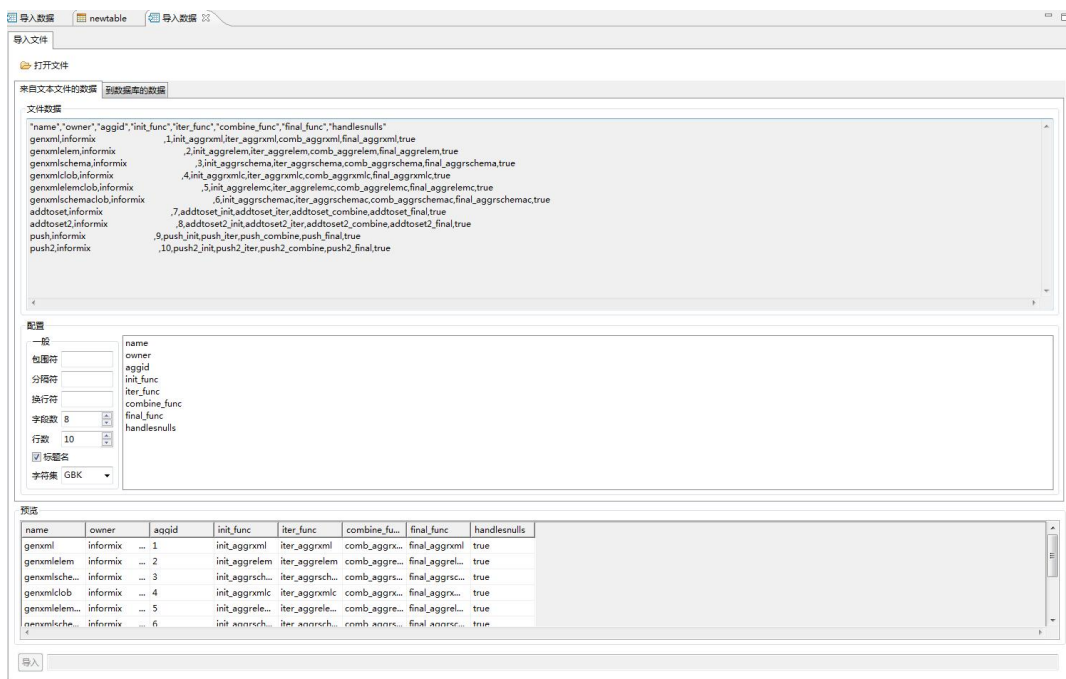 导入数据 newtable 导入数据
导入文件
打开文件
来自文本文件的数据 到数据库的数据
文件数据
"name","owner","aggid","init_func","iter_func","combine_func","final_func","handlesnulls"
genxml,informix ,1,init_aggrxml,iter_aggrxml,comb_aggrxml,final_aggrxml,true
genxmlelem,informix ,2,init_aggrelem,iter_aggrelem,comb_aggrelem,final_aggrelem,true
genxmlschema,informix ,3,init_aggrschema,iter_aggrschema,comb_aggrschema,final_aggrschema,true
genxmlclob,informix ,4,init_aggrxmlc,iter_aggrxmlc,comb_aggrxmlc,final_aggrxmlc,true
genxmlelemclob,informix ,5,init_aggrelemc,iter_aggrelemc,comb_aggrelemc,final_aggrelemc,true
genxmlschemaclob,informix ,6,init_aggrschemac,iter_aggrschemac,comb_aggrschemac,final_aggrschemac,true
addtoset,informix ,7,addtoset_init,addtoset_iter,addtoset_combine,addtoset_final,true
addtoset2,informix ,8,addtoset2_init,addtoset2_iter,addtoset2_combine,addtoset2_final,true
push,informix ,9,push_init,push_iter,push_combine,push_final,true
push2,informix ,10,push2_init,push2_iter,push2_combine,push2_final,true
配置
一般
包围符
分隔符
换行符
字段数 8
行数 10
标题名
字符集 GBK
name
owner
aggid
init_func
iter_func
combine_func
final_func
handlesnulls
预览
name owner aggid init_func iter_func combine_fu... final_func handlesnulls
genxml informix ... 1 init_aggrxml iter_aggrxml comb_aggrx... final_aggrxml true
genxmlelem informix ... 2 init_aggrelem iter_aggrelem comb_aggre... final_aggrel... true
genxmlsche... informix ... 3 init_aggrsch... iter_aggrsch... comb_aggrs... final_aggrsc... true
genxmlclob informix ... 4 init_aggrxmlc iter_aggrxmlc comb_aggrx... final_aggrx... true
genxmlelem... informix ... 5 init_aggrele... iter_aggrele... comb_aggre... final_aggrel... true
genxmlsche... informix ... 6 init_aggrsch... iter_aggrsch... comb_aggrs... final_aggrsc... true
导入